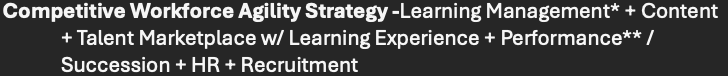 Competitive Workforce Agility Strategy -Learning Management* + Content
+ Talent Marketplace w/ Learning Experience + Performance** /
Succession + HR + Recruitment